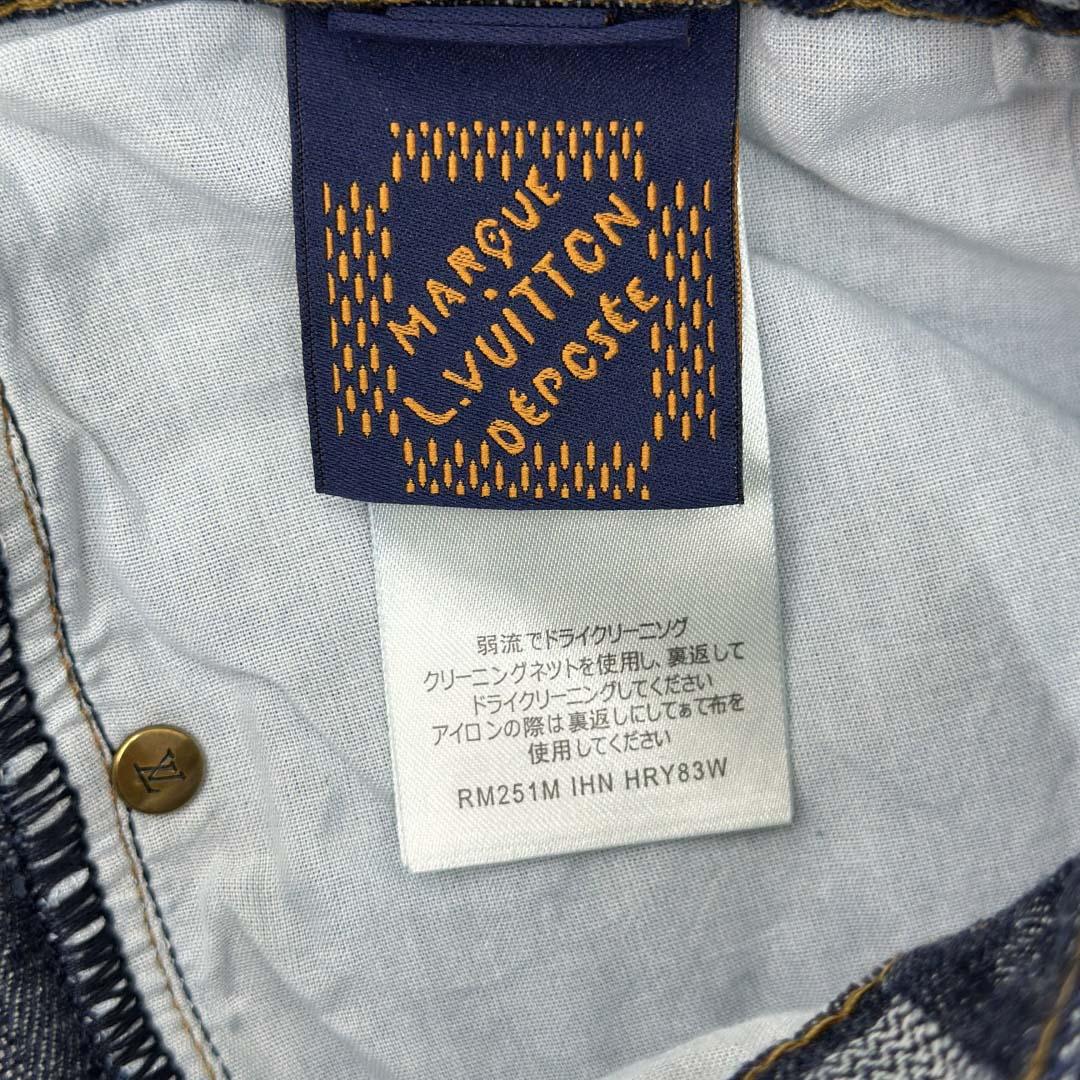 MARQUE
L.VUITTON
DÉPOSÉE
弱流でドライクリーニソグ
クリーニングネットを使用し、裏返して
ドライクリーニングしてください
アイロンの際は裏返しにしてぁて布を
使用してください
RM251M IHN HRY83W
LV